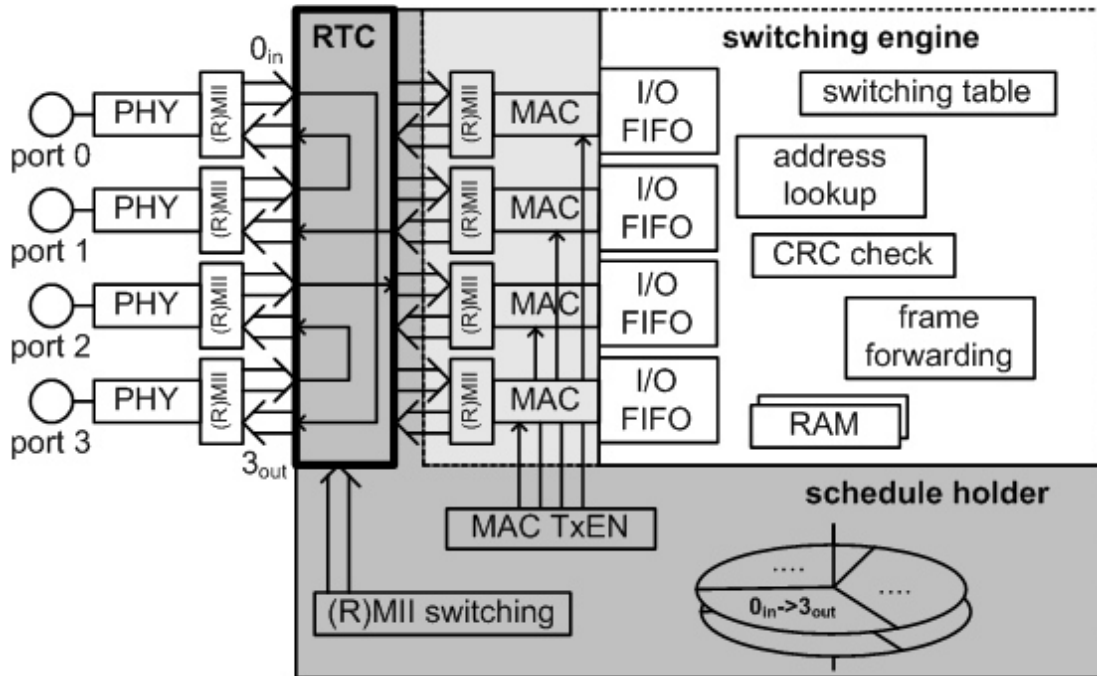 RTC
switching engine
0in
PHY
(R)MII
(R)MII
MAC
I/O
FIFO
switching table
port 0
address
lookup
PHY
(R)MII
(R)MII
MAC
I/O
FIFO
port 1
CRC check
PHY
(R)MII
(R)MII
MAC
I/O
FIFO
port 2
frame
forwarding
PHY
(R)MII
(R)MII
MAC
I/O
FIFO
port 3
RAM
3out
schedule holder
MAC TxEN
....
....
(R)MII switching
0in->3out